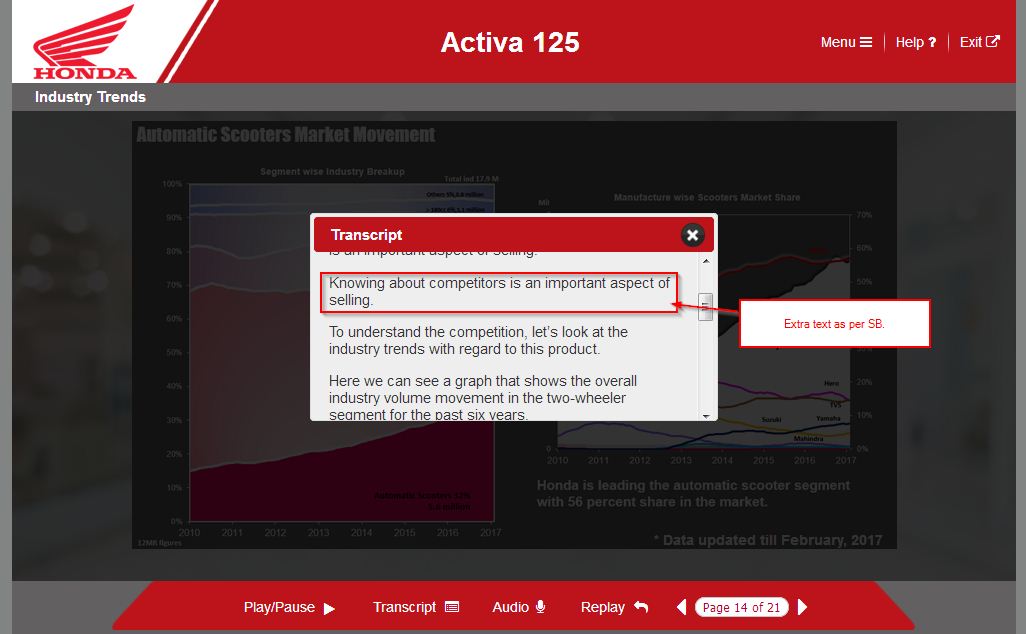 HONDA
Activa 125
Menu
Help ?
Exit
Industry Trends
Automatic Scooters Market Movement
Segment wise Industry Breakup
Total ind 17.9 M
Others 5%,0.8 million
100%
90%
80%
70%
60%
50%
40%
30%
20%
10%
0%
2010 2011 2012 2013 2014 2015 2016 2017
12MR figures
Automatic Scooters 32%
Manufacture wise Scooters Market Share
Mil
70%
60%
50%
30%
20%
10%
0%
Hero
TVS
Suzuki
Yamaha
Mahindra
0
2010 2011 2012 2013 2014 2015 2016 2017
Honda is leading the automatic scooter segment
with 56 percent share in the market.
* Data updated till February, 2017
Transcript
is an important aspect of selling.
Knowing about competitors is an important aspect of
selling.
To understand the competition, let’s look at the
industry trends with regard to this product.
Here we can see a graph that shows the overall
industry volume movement in the two-wheeler
segment for the past six years.
Extra text as per SB.
Play/Pause
Transcript
Audio
Replay
Page 14 of 21